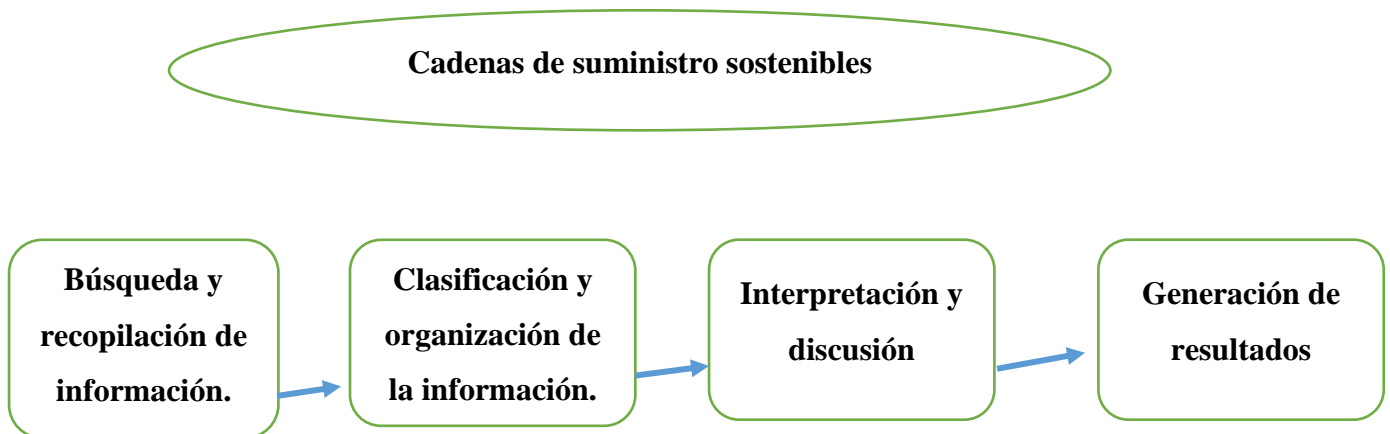 Cadenas de suministro sostenibles
Búsqueda y
recopilación de
información.
Clasificación y
organización de
la información.
Interpretación y
discusión
Generación de
resultados